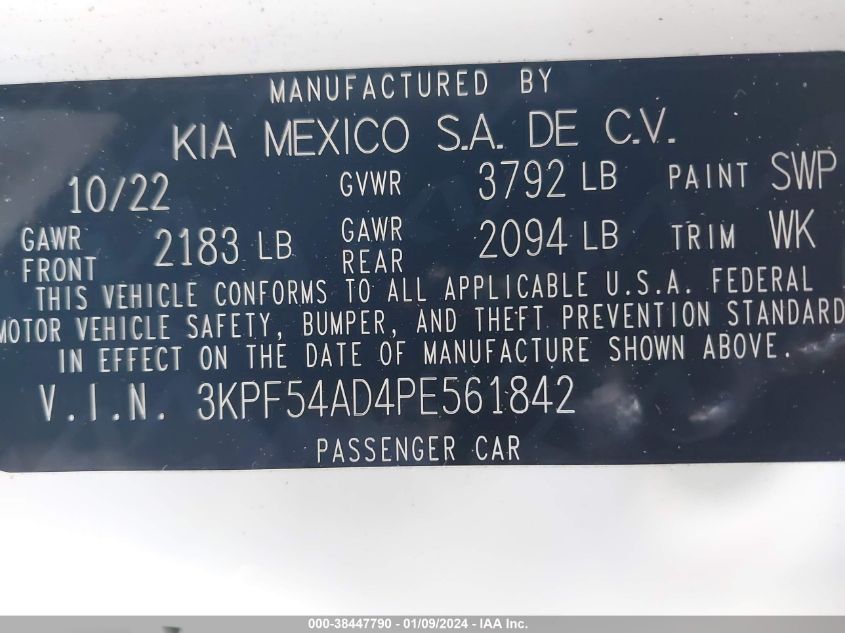 MANUFACTURED BY
KIA MEXICO S.A. DE C.V.
10/22 GVWR 3792 LB PAINT SWP
GAWR FRONT 2183 LB GAWR REAR 2094 LB TRIM WK
THIS VEHICLE CONFORMS TO ALL APPLICABLE U.S.A. FEDERAL
MOTOR VEHICLE SAFETY, BUMPER, AND THEFT PREVENTION STANDARD
IN EFFECT ON THE DATE OF MANUFACTURE SHOWN ABOVE.
V.I.N. 3KPF54AD4PE561842
PASSENGER CAR
000-38447790 - 01/09/2024 - IAA Inc.